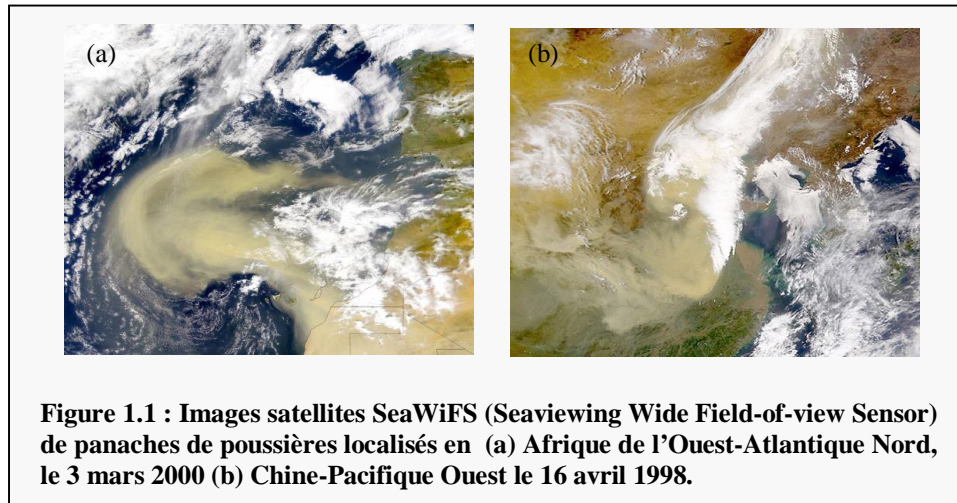 (a)
(b)
Figure 1.1 : Images satellites SeaWiFS (Seaviewing Wide Field-of-view Sensor)
de panaches de poussières localisés en (a) Afrique de l’Ouest-Atlantique Nord,
le 3 mars 2000 (b) Chine-Pacifique Ouest le 16 avril 1998.